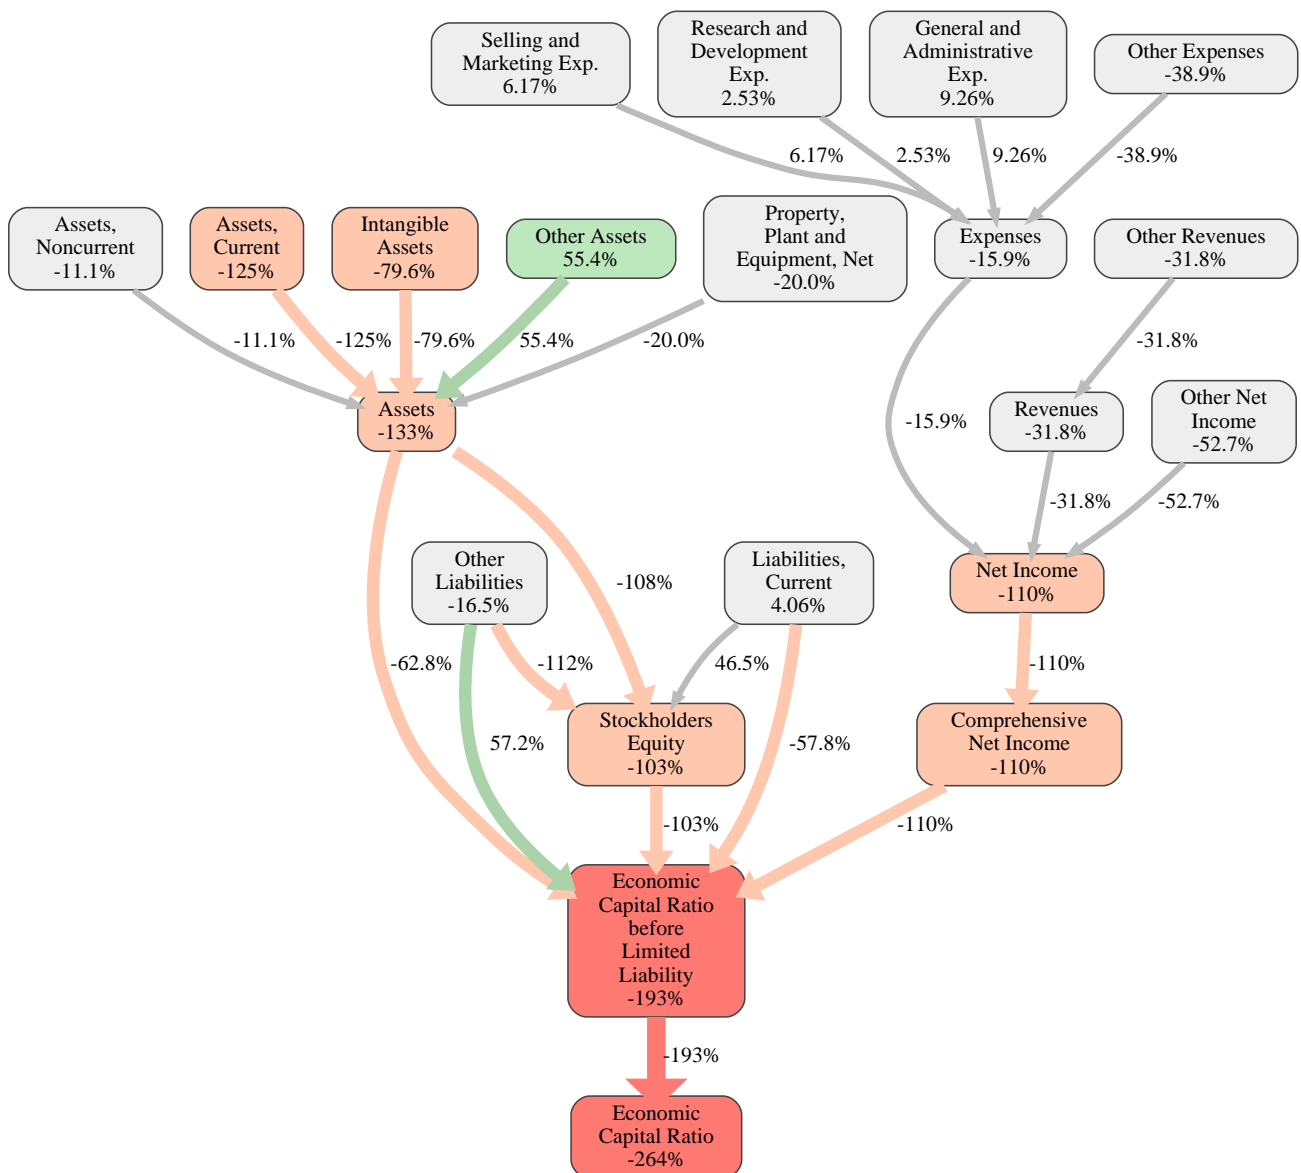 Selling and
Marketing Exp.
6.17%
Research and
Development
Exp.
2.53%
General and
Administrative
Exp.
9.26%
Other Expenses
-38.9%
6.17%
2.53%
9.26%
-38.9%
Assets,
Noncurrent
-11.1%
Assets,
Current
-125%
Intangible
Assets
-79.6%
Other Assets
55.4%
Property,
Plant and
Equipment, Net
-20.0%
Expenses
-15.9%
Other Revenues
-31.8%
-11.1%
-125%
-79.6%
55.4%
-20.0%
-31.8%
Assets
-133%
-15.9%
Revenues
-31.8%
Other Net
Income
-52.7%
-31.8%
-52.7%
Other
Liabilities
-16.5%
-108%
Liabilities,
Current
4.06%
Net Income
-110%
-62.8%
-112%
46.5%
-110%
57.2%
Stockholders
Equity
-103%
-57.8%
Comprehensive
Net Income
-110%
-103%
-110%
Economic
Capital Ratio
before
Limited
Liability
-193%
-193%
Economic
Capital Ratio
-264%